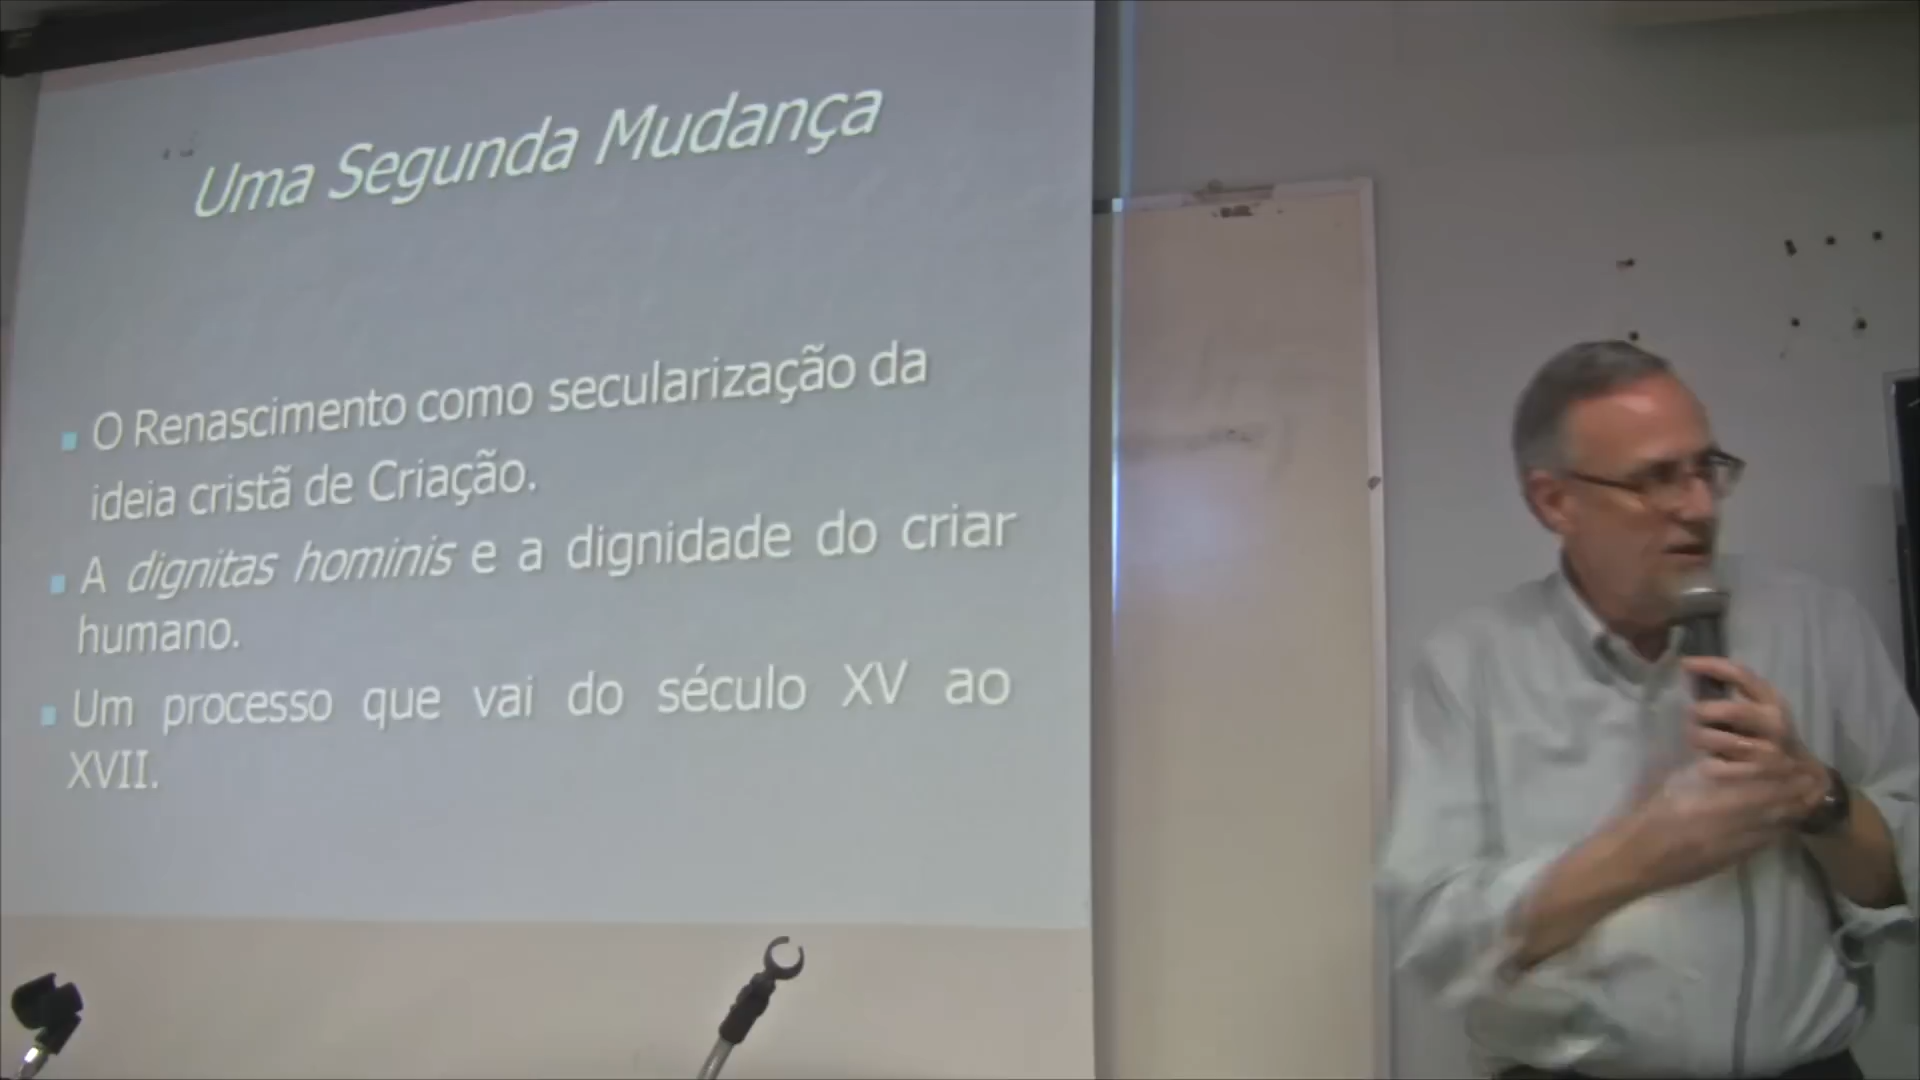 Uma Segunda Mudança
O Renascimento como secularização da
ideia cristã de Criação.
A dignitas hominis e a dignidade do criar
humano.
Um processo que vai do século XV ao
XVII.